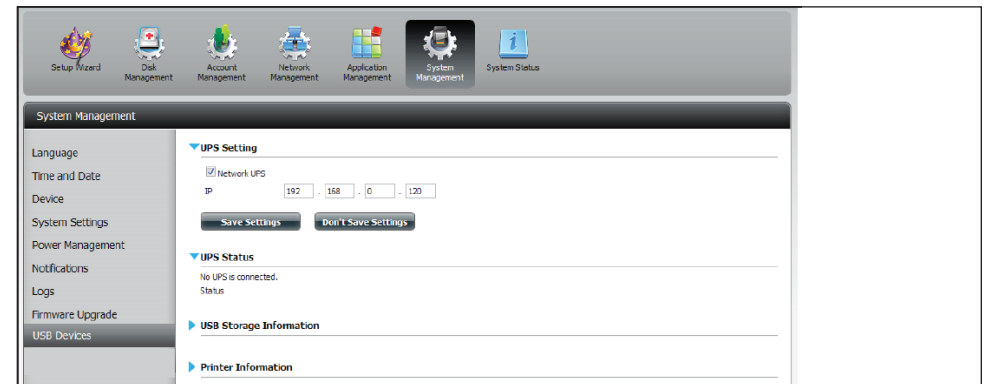 Setup Wizard
Disk
Management
Account
Management
Network
Management
Application
Management
System
Management
System Status
System Management
Language
Time and Date
Device
System Settings
Power Management
Notifications
Logs
Firmware Upgrade
USB Devices
UPS Setting
Network UPS
IP 192 . 168 . 0 . 120
Save Settings Don't Save Settings
UPS Status
No UPS is connected.
Status
USB Storage Information
Printer Information